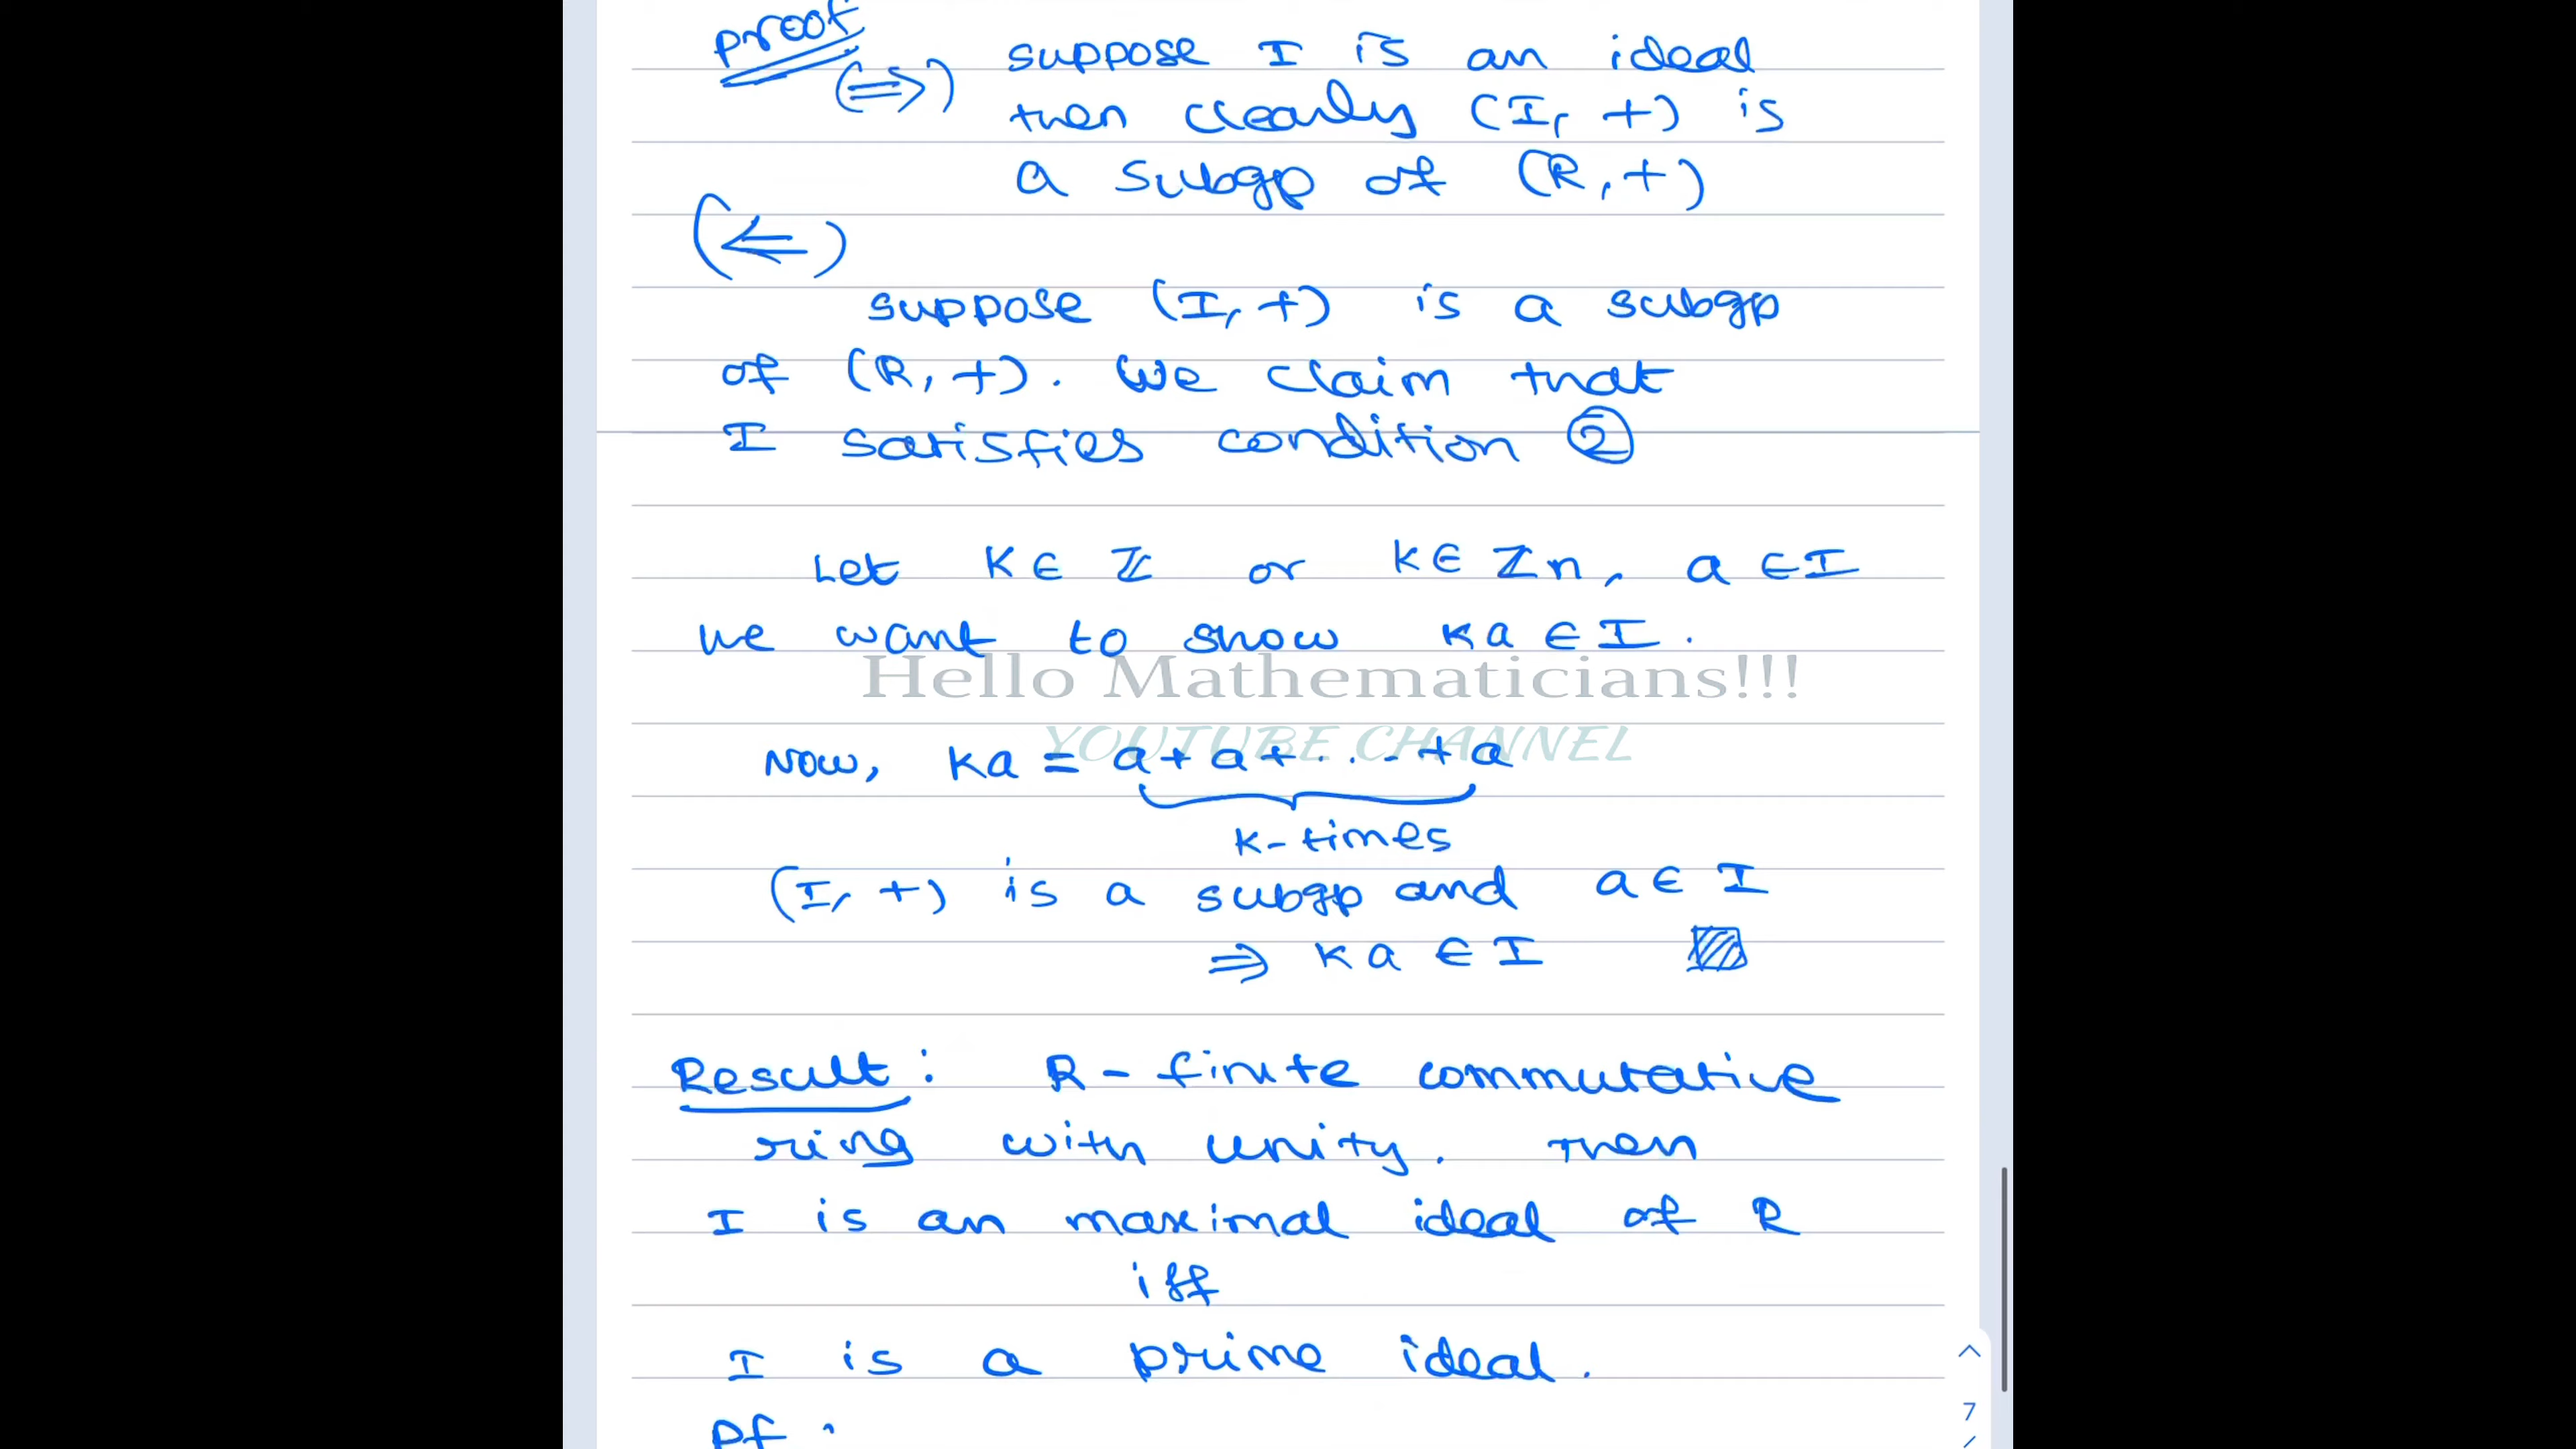 proof
(⇒) suppose I is an ideal
then clearly (I, +) is
a subgp of (R, +)
(⇐)
suppose (I, +) is a subgp
of (R, +). We claim that
I satisfies condition ②
Let K ∈ ℤ or k ∈ ℤn, a ∈ I
we want to show ka ∈ I.
Hello Mathematicians!!!
YOUTUBE CHANNEL
Now, ka = a + a + ... + a
k-times
(I, +) is a subgp and a ∈ I
⇒ ka ∈ I
Result: R - finite commutative
ring with unity. Then
I is an maximal ideal of R
iff
I is a prime ideal.
Pf:
7